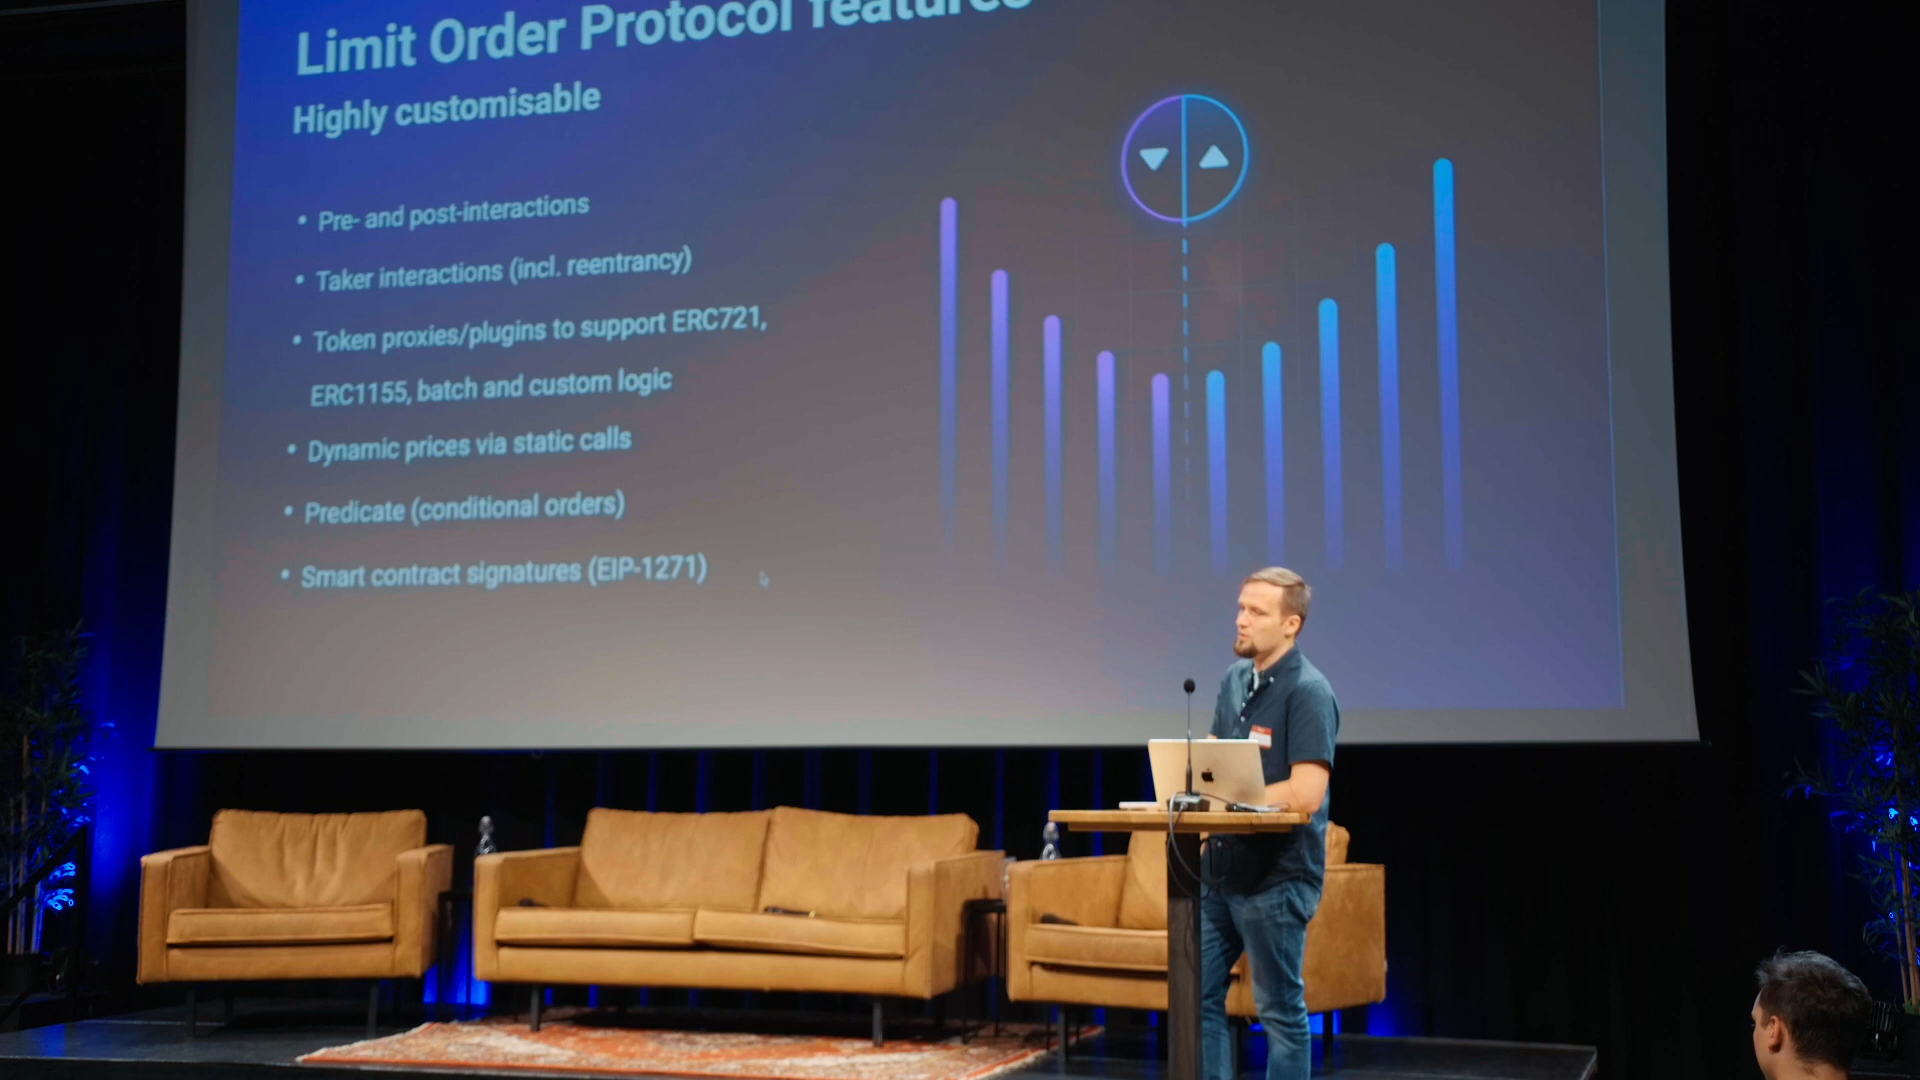 Limit Order Protocol features
Highly customisable
• Pre- and post-interactions
• Taker interactions (incl. reentrancy)
• Token proxies/plugins to support ERC721,
ERC1155, batch and custom logic
• Dynamic prices via static calls
• Predicate (conditional orders)
• Smart contract signatures (EIP-1271)